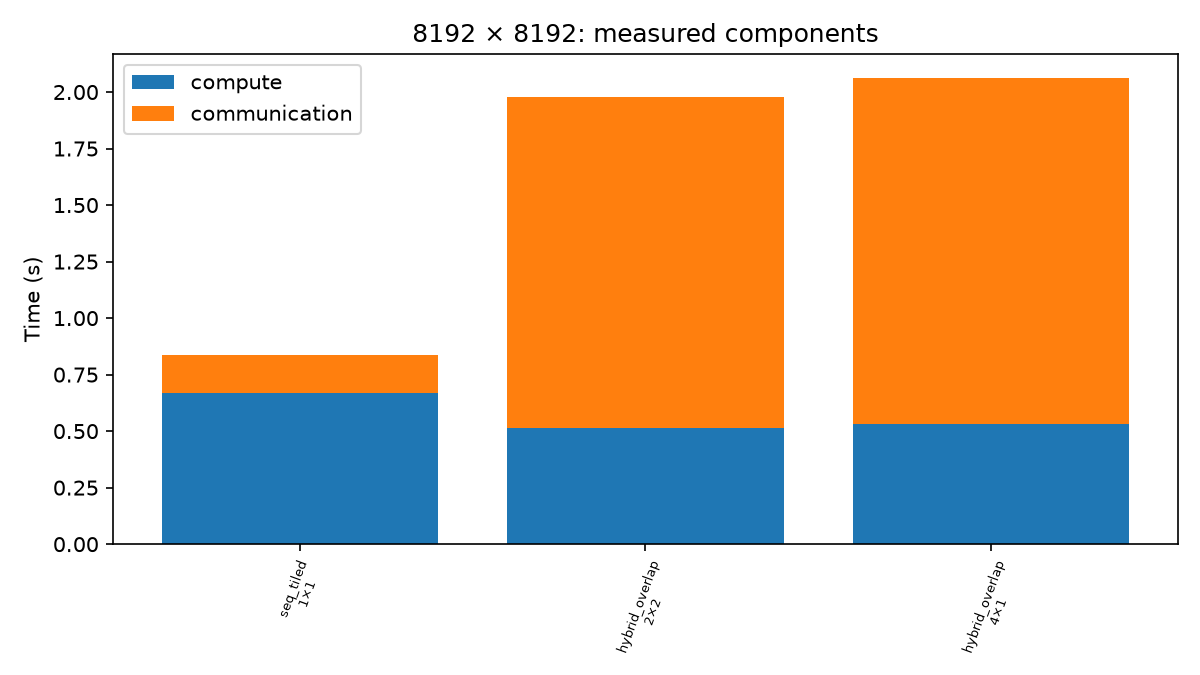 8192 × 8192: measured components
compute
communication
Time (s)
2.00
1.75
1.50
1.25
1.00
0.75
0.50
0.25
0.00
seq_tiled
1×1
hybrid_overlap
2×2
hybrid_overlap
4×1